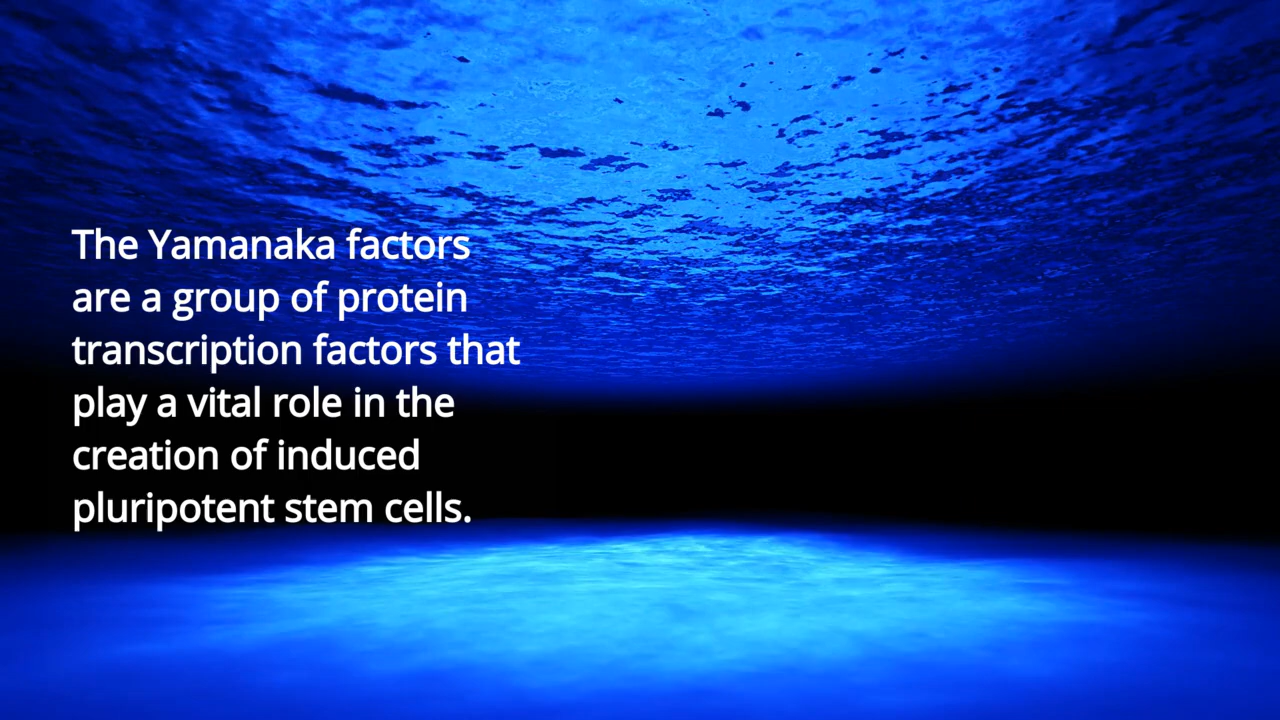 The Yamanaka factors
are a group of protein
transcription factors that
play a vital role in the
creation of induced
pluripotent stem cells.